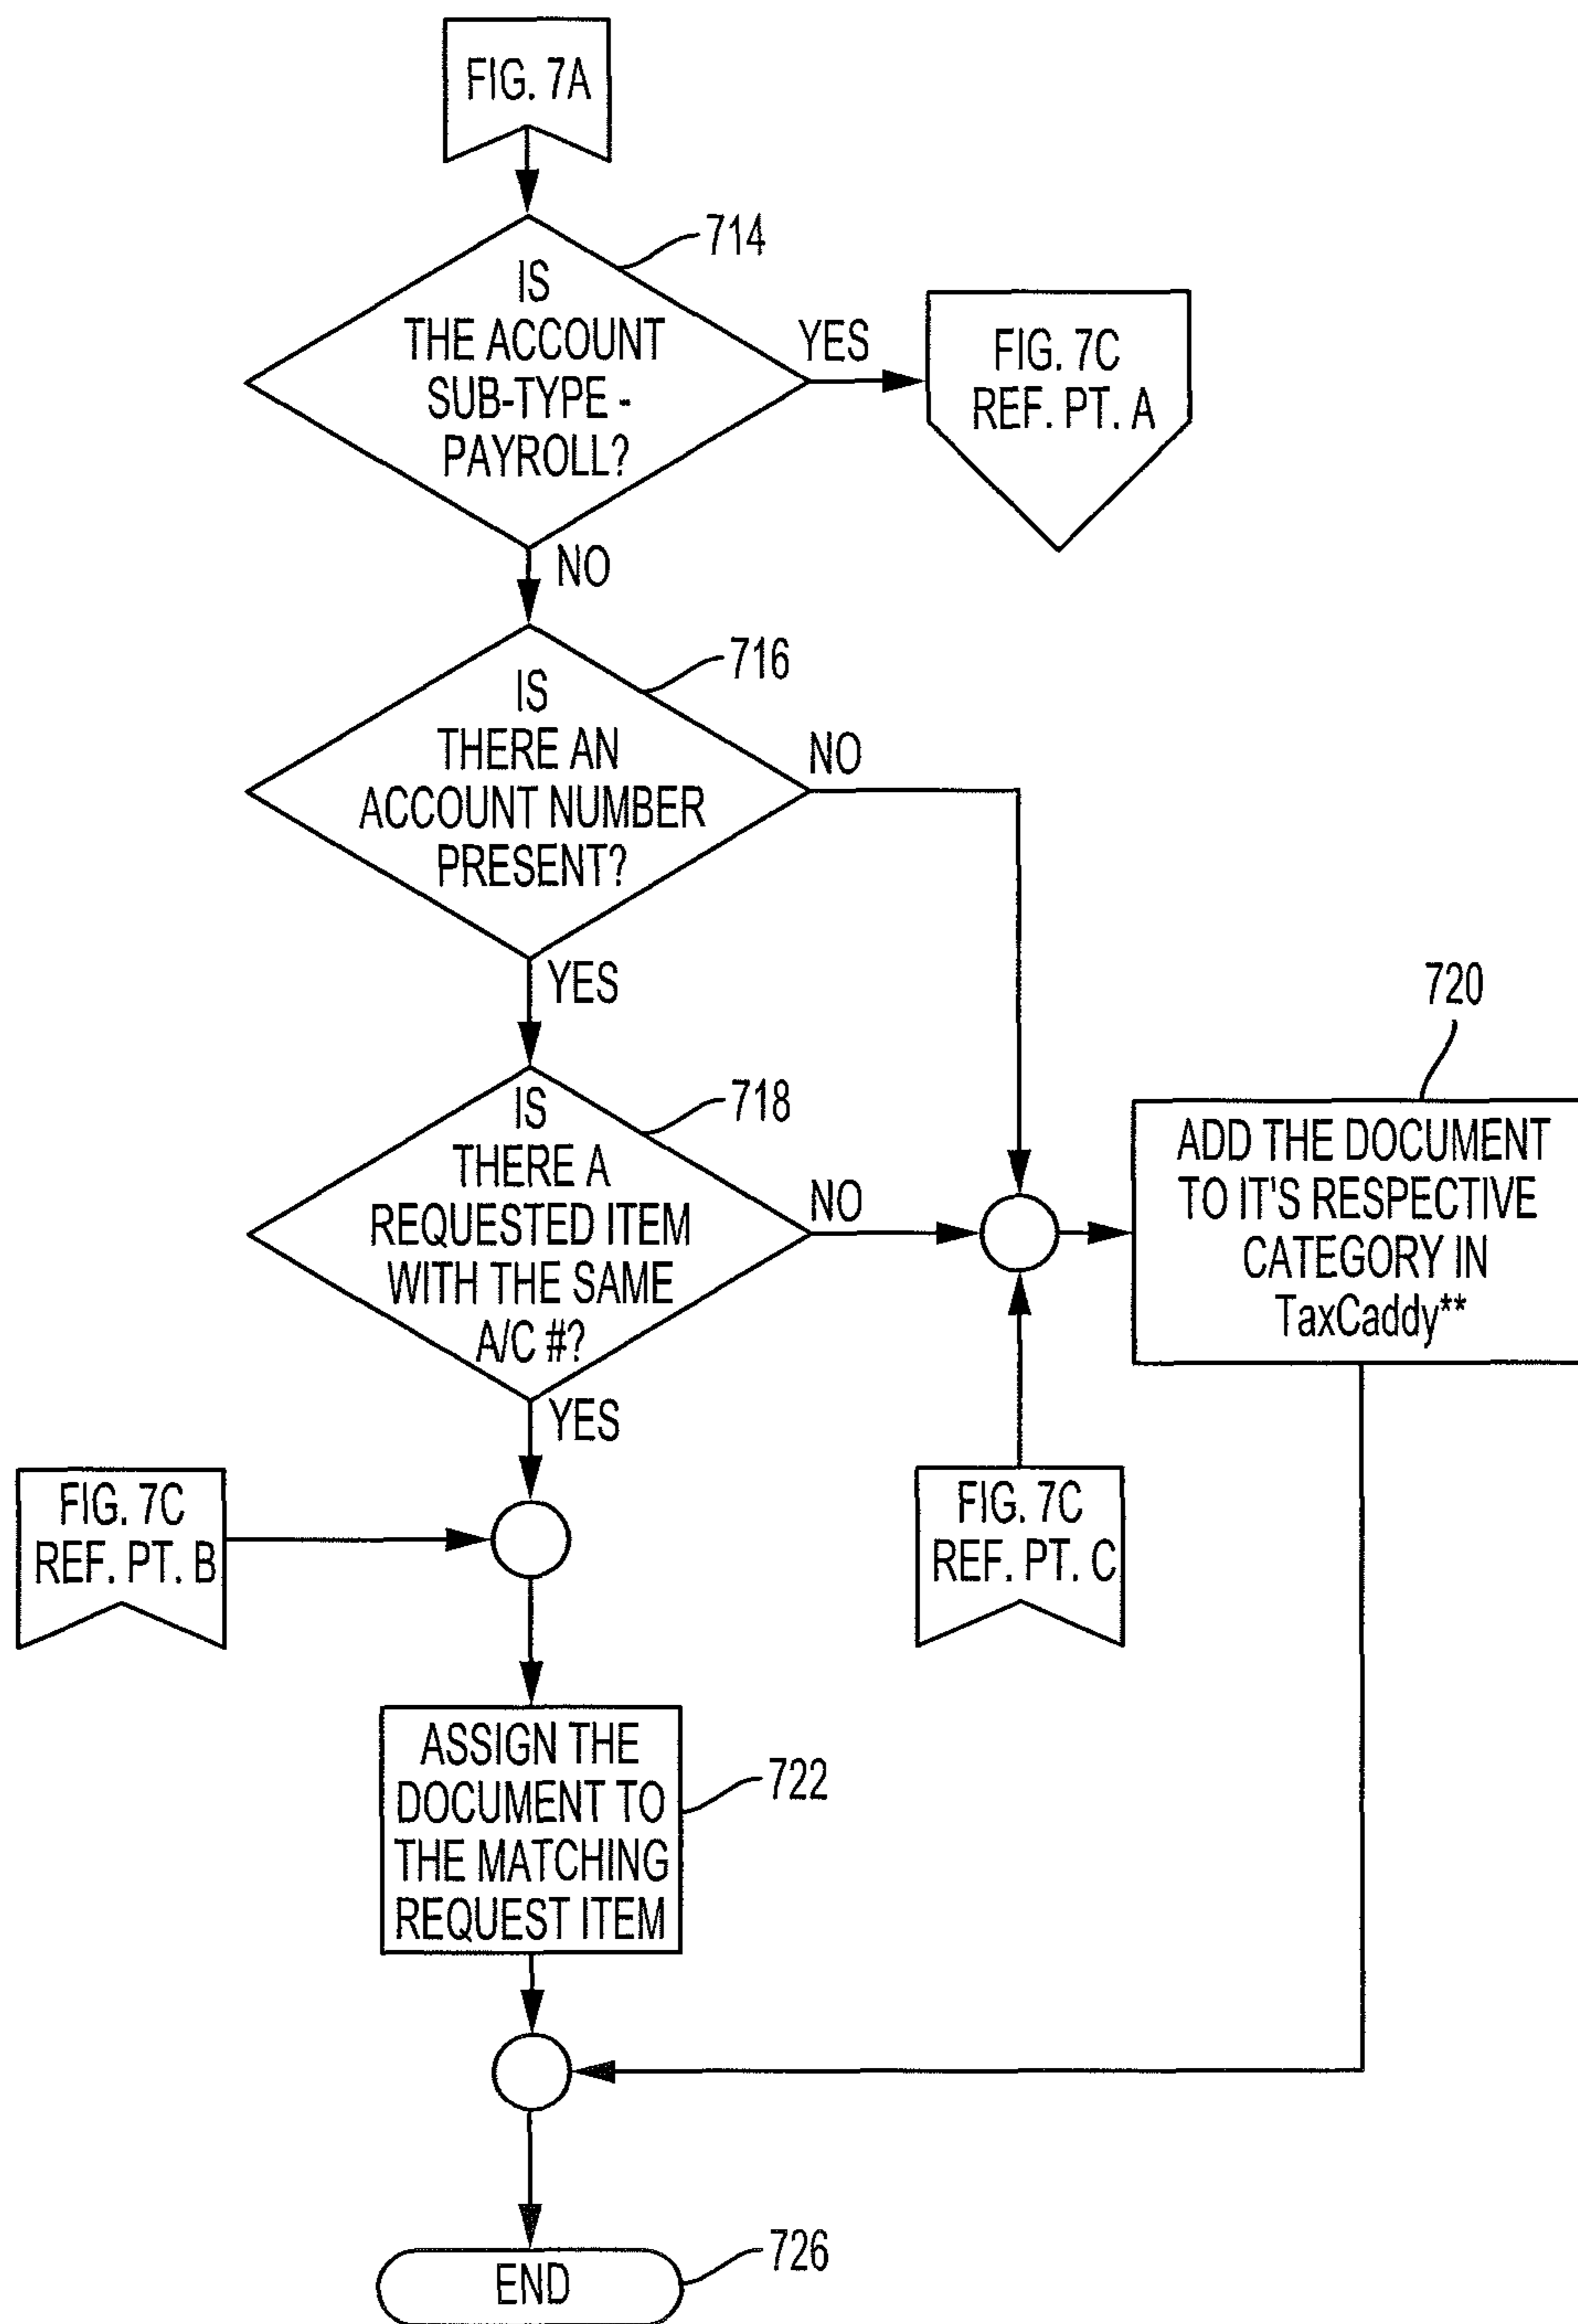 FIG. 7A
714
IS
THE ACCOUNT
SUB-TYPE -
PAYROLL?
YES
FIG. 7C
REF. PT. A
NO
716
IS
THERE AN
ACCOUNT NUMBER
PRESENT?
NO
YES
720
718
IS
THERE A
REQUESTED ITEM
WITH THE SAME
A/C #?
NO
ADD THE DOCUMENT
TO IT'S RESPECTIVE
CATEGORY IN
TaxCaddy**
YES
FIG. 7C
REF. PT. B
FIG. 7C
REF. PT. C
ASSIGN THE
DOCUMENT TO
THE MATCHING
REQUEST ITEM
722
726
END